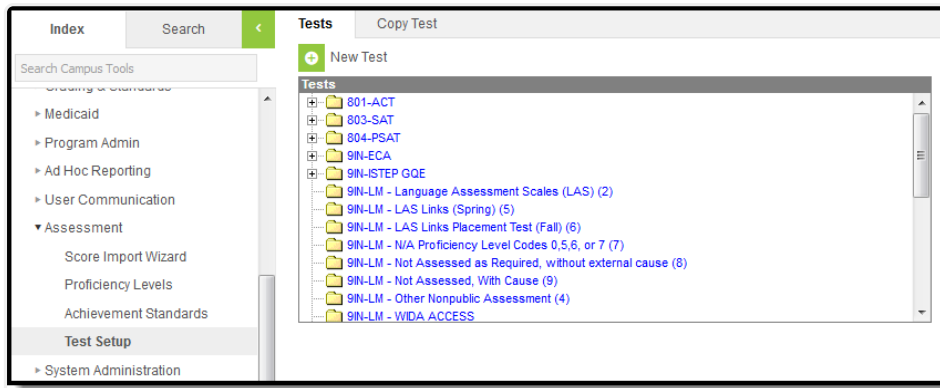 Index
Search
Search Campus Tools
Grading & Standards
Medicaid
Program Admin
Ad Hoc Reporting
User Communication
Assessment
Score Import Wizard
Proficiency Levels
Achievement Standards
Test Setup
System Administration
Tests
Copy Test
New Test
Tests
801-ACT
803-SAT
804-PSAT
9IN-ECA
9IN-ISTEP GQE
9IN-LM - Language Assessment Scales (LAS) (2)
9IN-LM - LAS Links (Spring) (5)
9IN-LM - LAS Links Placement Test (Fall) (6)
9IN-LM - N/A Proficiency Level Codes 0,5,6, or 7 (7)
9IN-LM - Not Assessed as Required, without external cause (8)
9IN-LM - Not Assessed, With Cause (9)
9IN-LM - Other Nonpublic Assessment (4)
9IN-LM - WIDA ACCESS